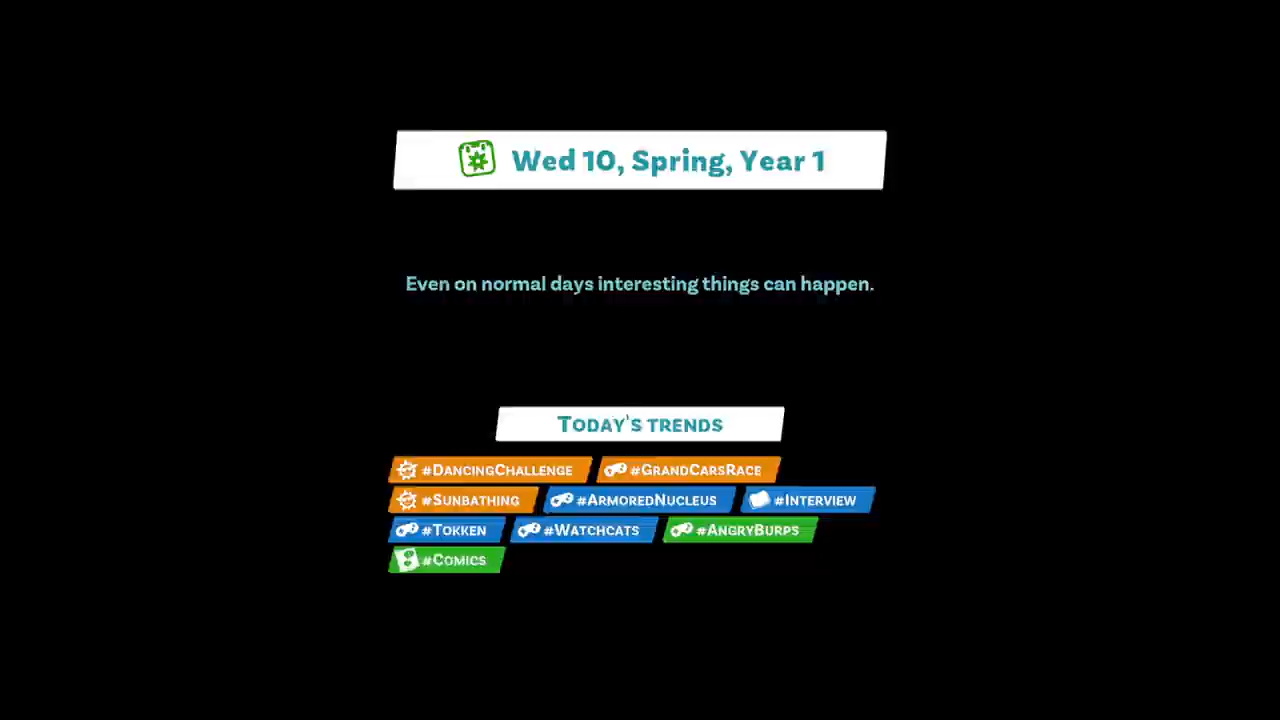 Wed 10, Spring, Year 1
Even on normal days interesting things can happen.
Today's trends
#DancingChallenge #GrandCarsRace
#Sunbathing #ArmoredNucleus #Interview
#Tokken #Watchcats #AngryBurps
#Comics